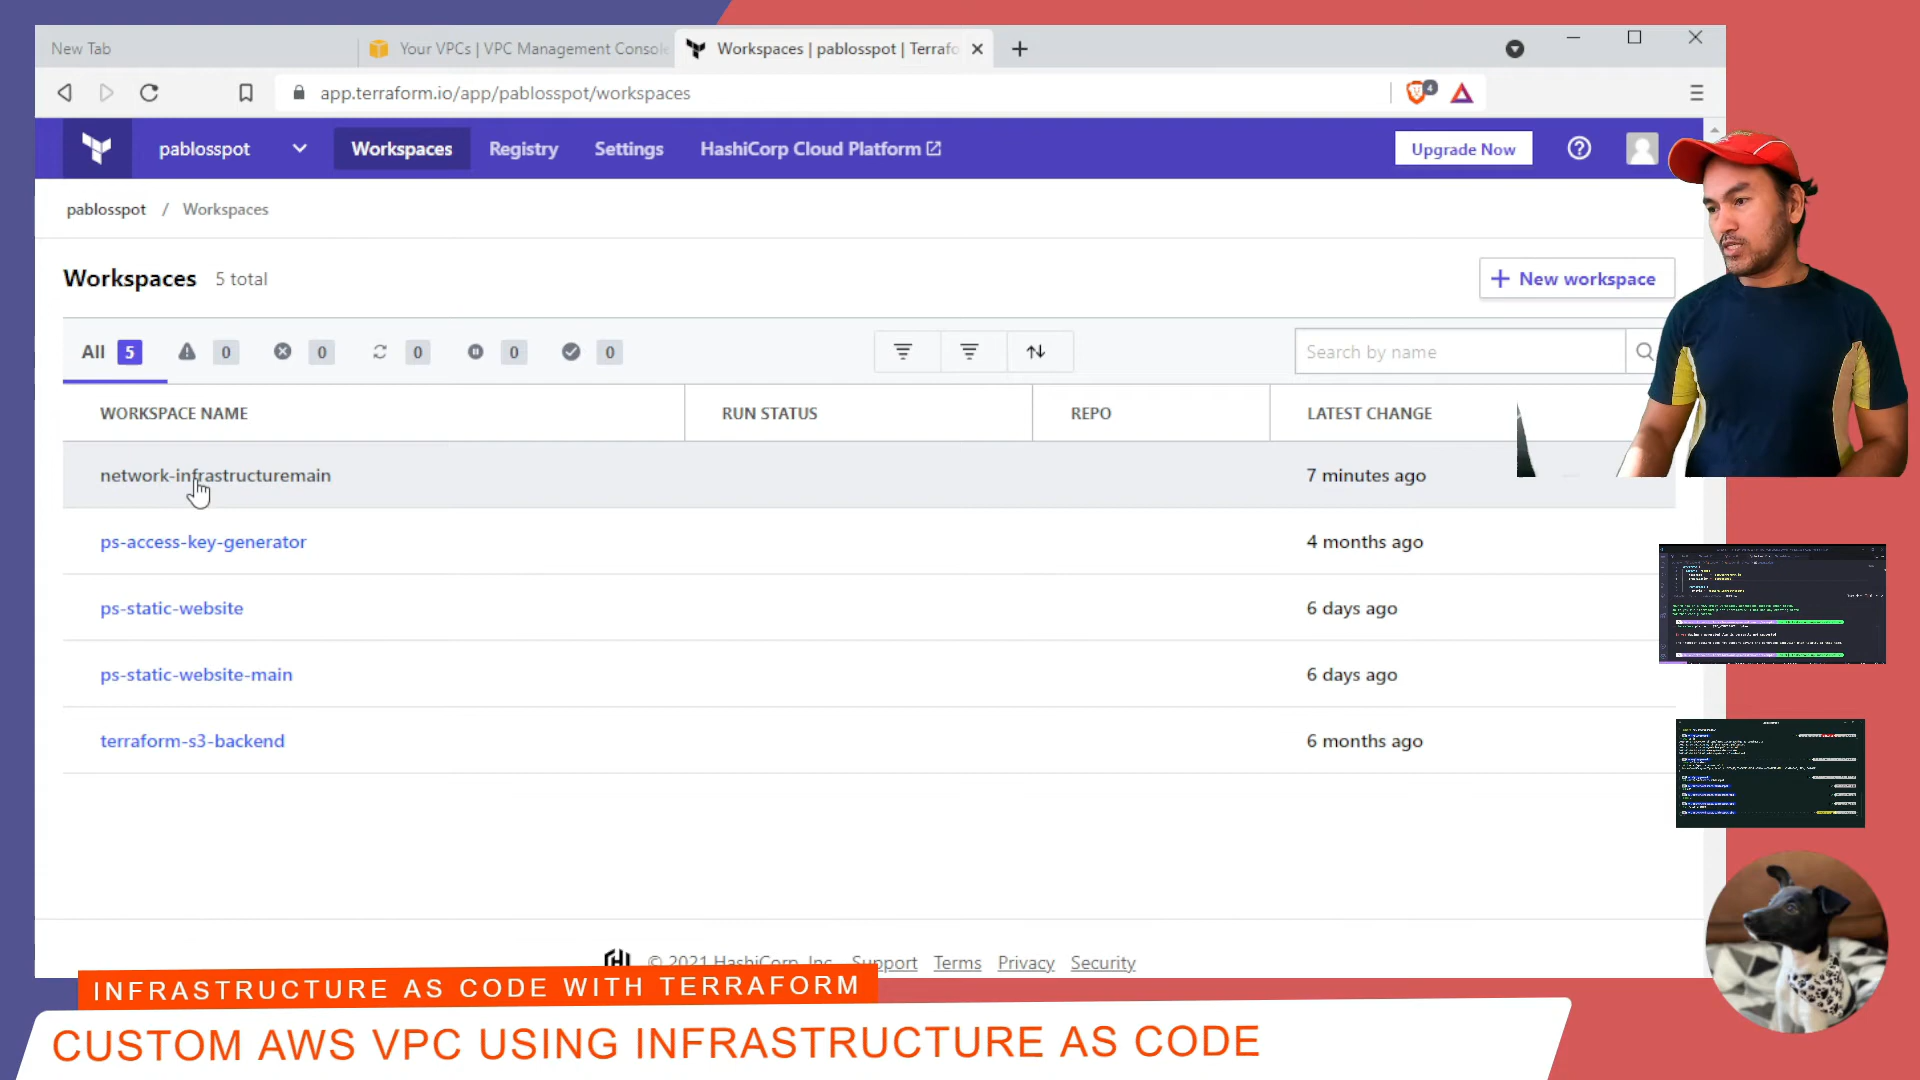 New Tab
Your VPCs | VPC Management Console
Workspaces | pablosspot | Terrafo
app.terraform.io/app/pablosspot/workspaces
4
pablosspot
Workspaces
Registry
Settings
HashiCorp Cloud Platform
Upgrade Now
pablosspot / Workspaces
Workspaces 5 total
+ New workspace
All 5 0 0 0 0 0
Search by name
WORKSPACE NAME RUN STATUS REPO LATEST CHANGE
network-infrastructuremain 7 minutes ago
ps-access-key-generator 4 months ago
ps-static-website 6 days ago
ps-static-website-main 6 days ago
terraform-s3-backend 6 months ago
© 2021 HashiCorp, Inc. Support Terms Privacy Security
INFRASTRUCTURE AS CODE WITH TERRAFORM
CUSTOM AWS VPC USING INFRASTRUCTURE AS CODE